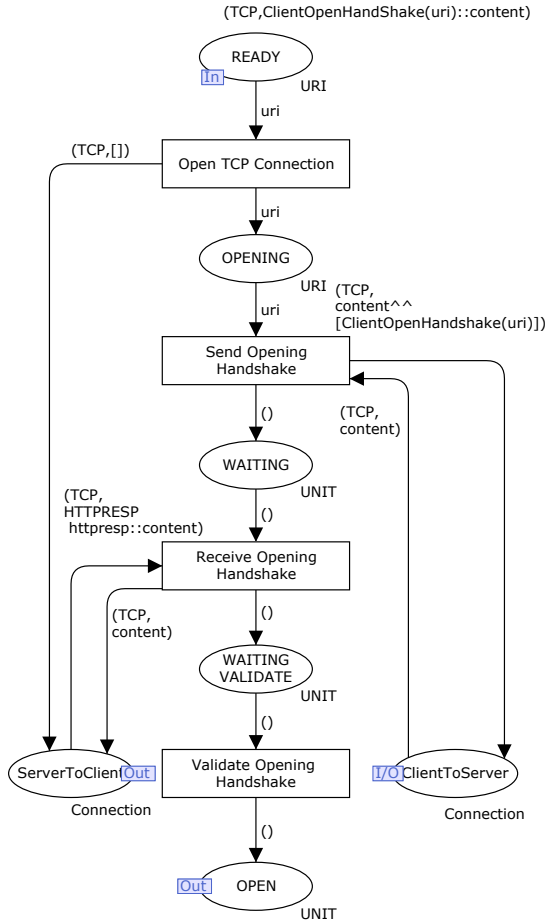 (TCP,ClientOpenHandShake(uri)::content)
READY
In
URI
uri
(TCP,[])
Open TCP Connection
uri
OPENING
URI
(TCP,
content^^
[ClientOpenHandshake(uri)])
uri
Send Opening
Handshake
()
(TCP,
content)
WAITING
UNIT
(TCP,
HTTPRESP
httpresp::content)
()
Receive Opening
Handshake
(TCP,
content)
()
WAITING
VALIDATE
UNIT
()
ServerToClient
Out
Connection
Validate Opening
Handshake
I/O
ClientToServer
Connection
()
Out
OPEN
UNIT